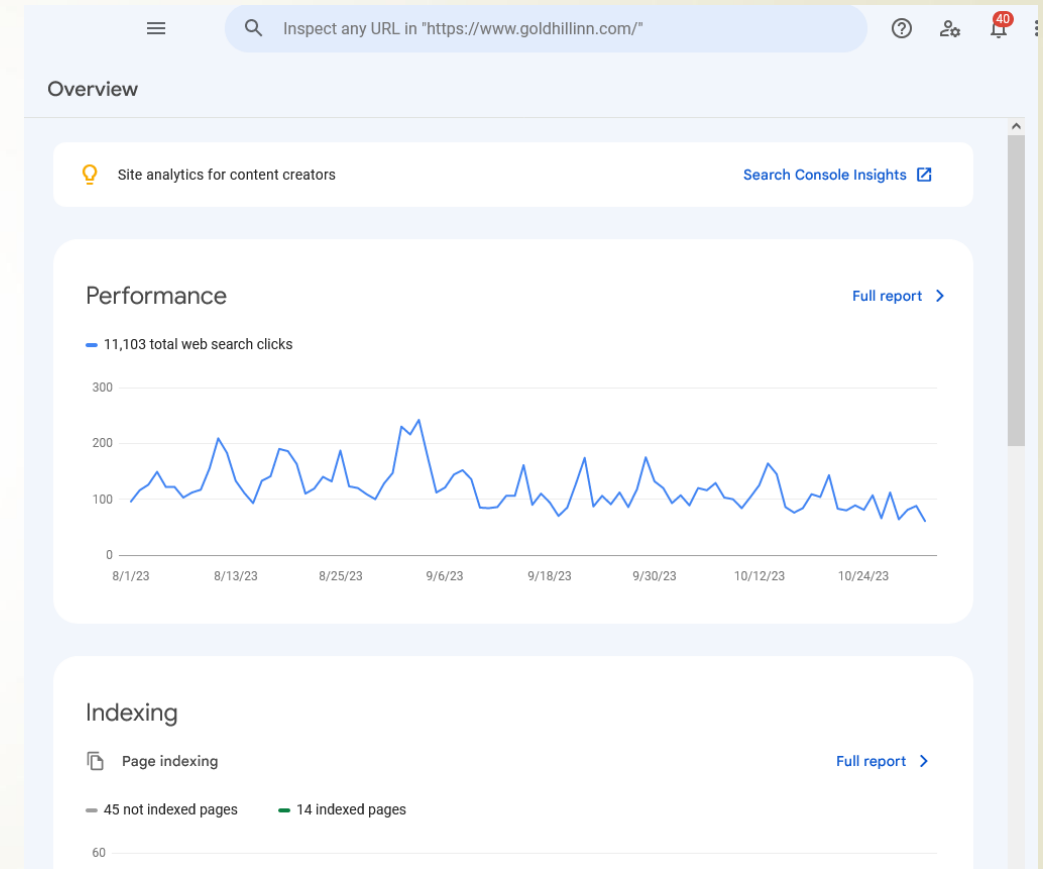 Inspect any URL in "https://www.goldhillinn.com/"
40
Overview
Site analytics for content creators
Search Console Insights
Performance
Full report
11,103 total web search clicks
300
200
100
0
8/1/23 8/13/23 8/25/23 9/6/23 9/18/23 9/30/23 10/12/23 10/24/23
Indexing
Page indexing
Full report
45 not indexed pages 14 indexed pages
60